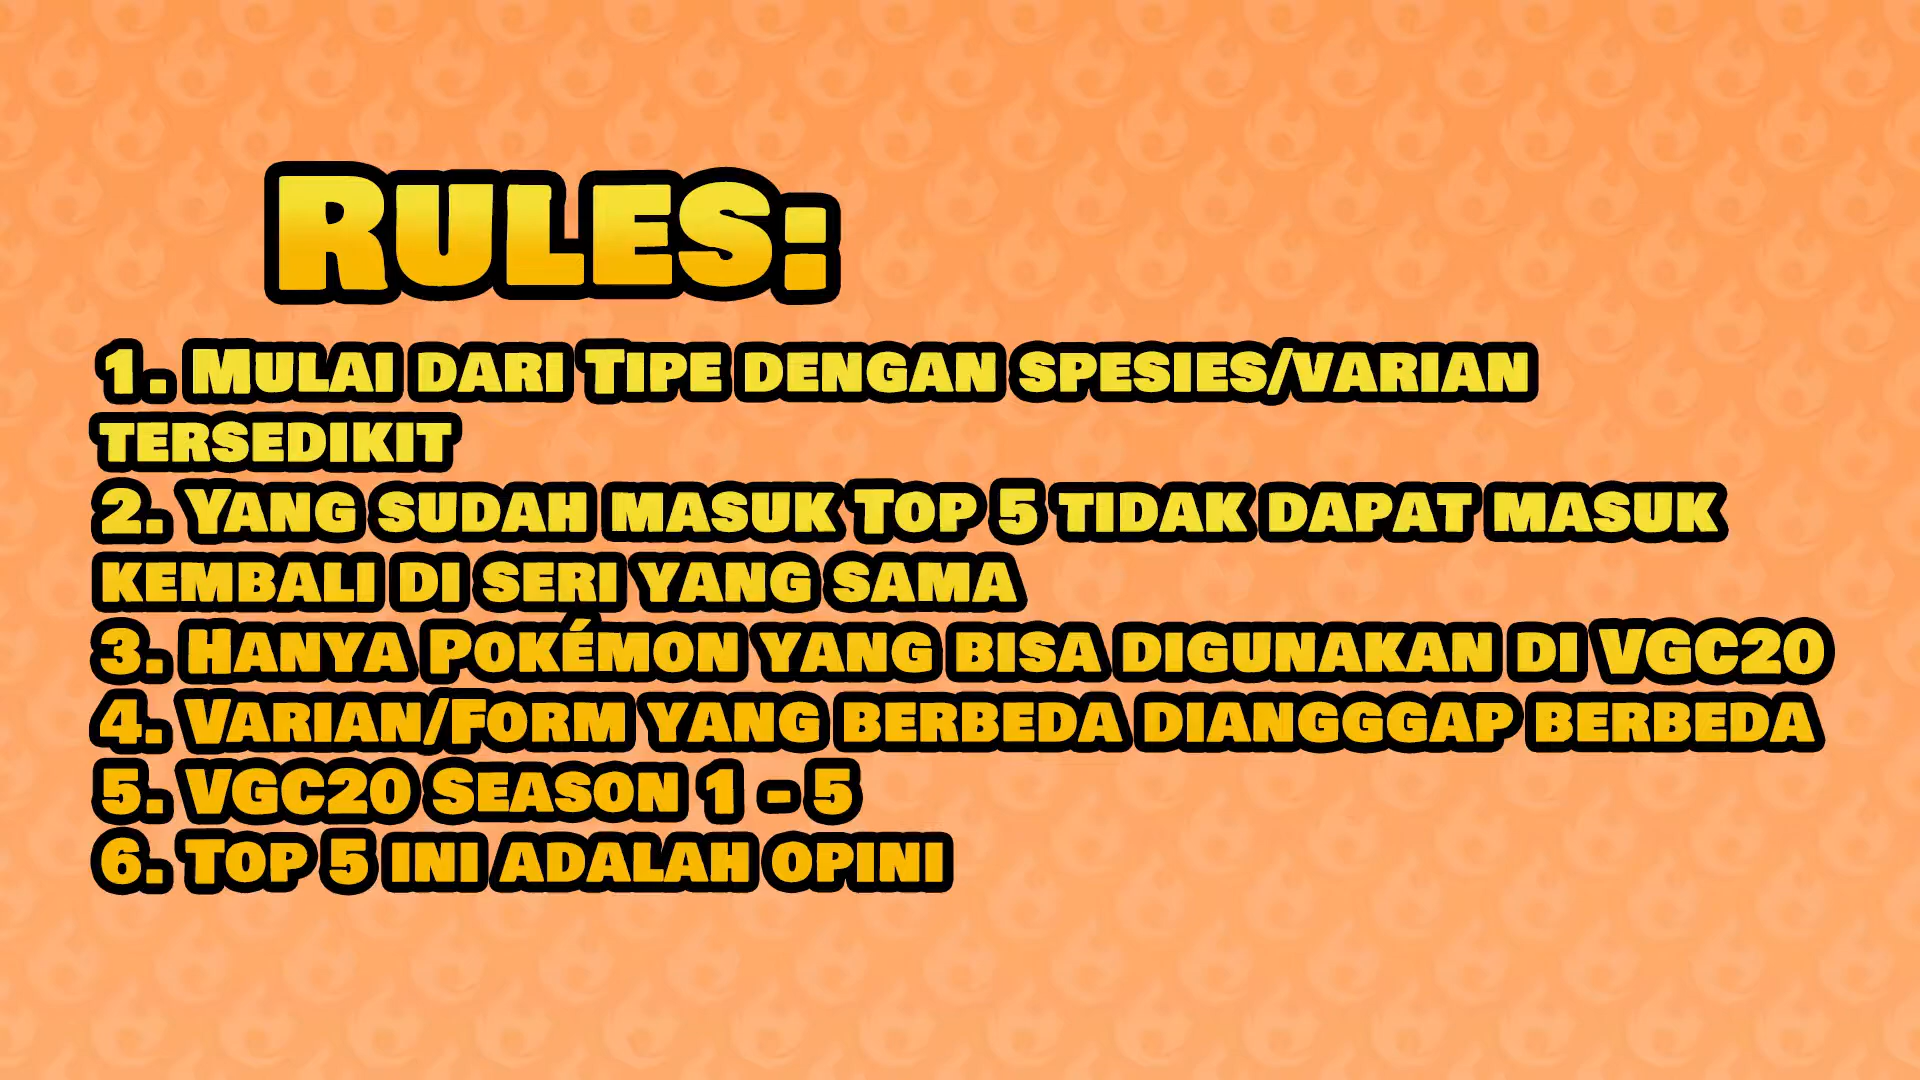 Rules:
1. Mulai dari Tipe dengan spesies/varian
tersedikit
2. Yang sudah masuk Top 5 tidak dapat masuk
kembali di seri yang sama
3. Hanya Pokémon yang bisa digunakan di VGC20
4. Varian/Form yang berbeda diangggap berbeda
5. VGC20 Season 1 - 5
6. Top 5 ini adalah opini